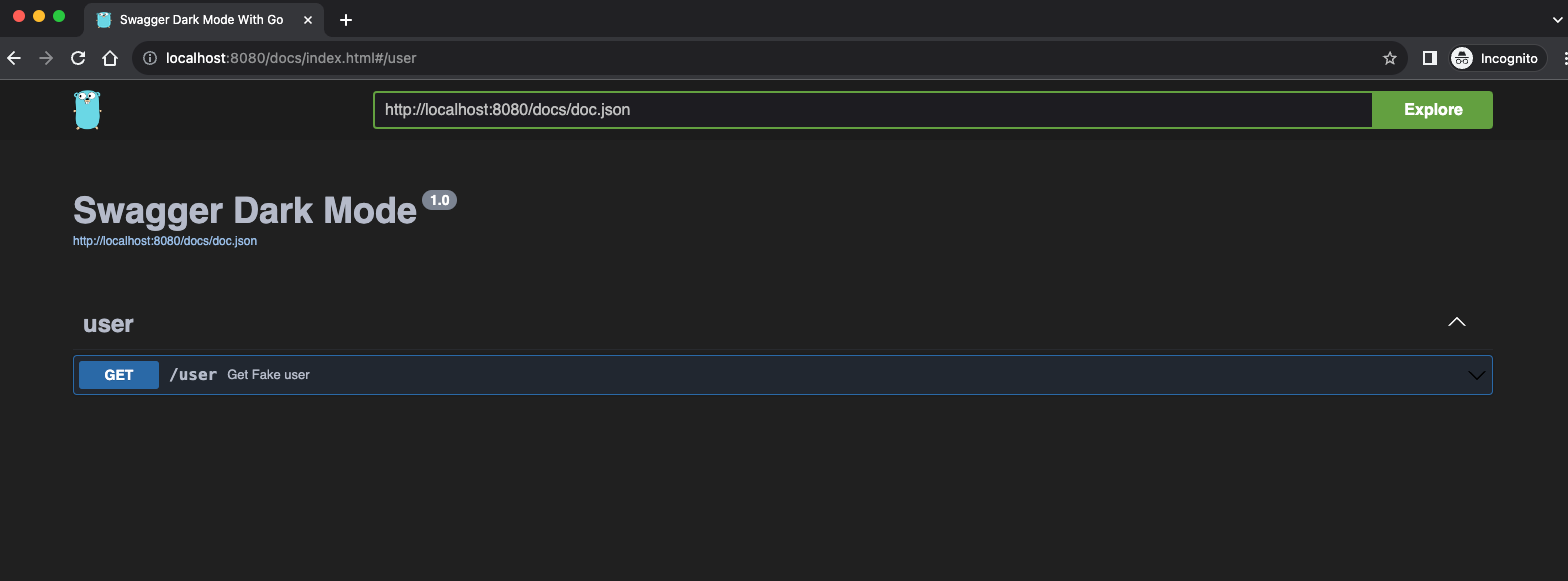 Swagger Dark Mode With Go
localhost:8080/docs/index.html#/user
Incognito
http://localhost:8080/docs/doc.json
Explore
Swagger Dark Mode 1.0
http://localhost:8080/docs/doc.json
user
GET /user Get Fake user